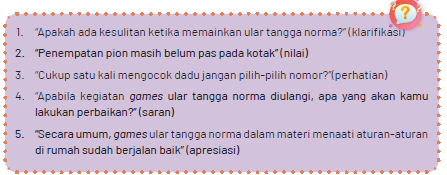 1. "Apakah ada kesulitan ketika memainkan ular tangga norma?" (klarifikasi)
2. "Penempatan pion masih belum pas pada kotak" (nilai)
3. "Cukup satu kali mengocok dadu jangan pilih-pilih nomor?"(perhatian)
4. "Apabila kegiatan games ular tangga norma diulangi, apa yang akan kamu
lakukan perbaikan?" (saran)
5. "Secara umum, games ular tangga norma dalam materi menaati aturan-aturan
di rumah sudah berjalan baik" (apresiasi)
?